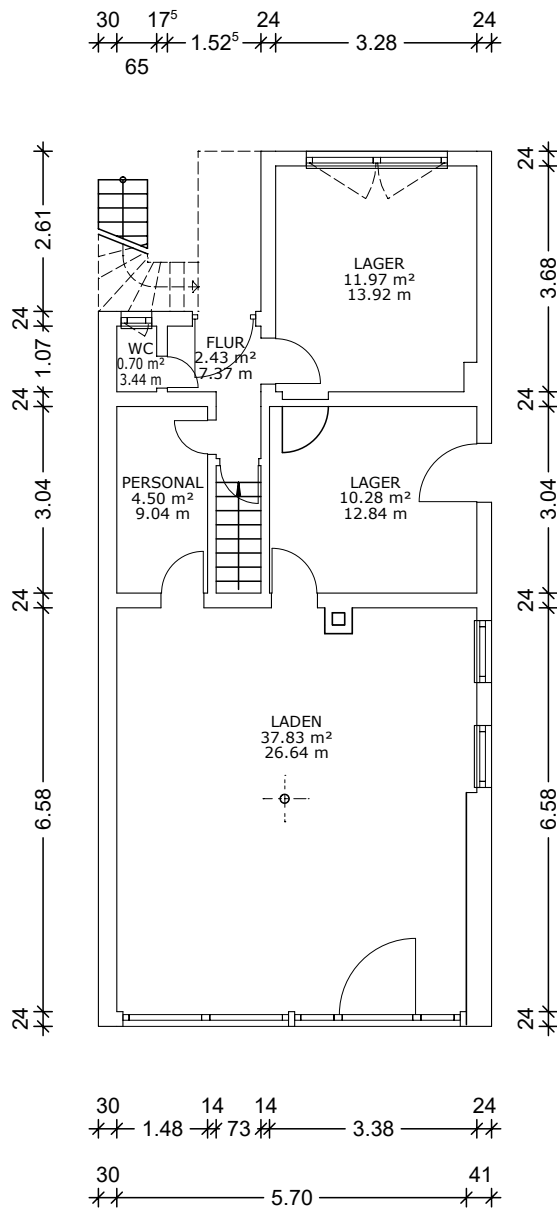 30 17⁵ 24 24
1.52⁵ 3.28
65
24
2.61
3.68
LAGER
11.97 m²
13.92 m
24
WC
0.70 m²
3.44 m
FLUR
2.43 m²
7.37 m
1.07
24
24
PERSONAL
4.50 m²
9.04 m
LAGER
10.28 m²
12.84 m
3.04
3.04
24
24
LADEN
37.83 m²
26.64 m
6.58
6.58
24
24
30 14 14 24
1.48 73 3.38
30 41
5.70